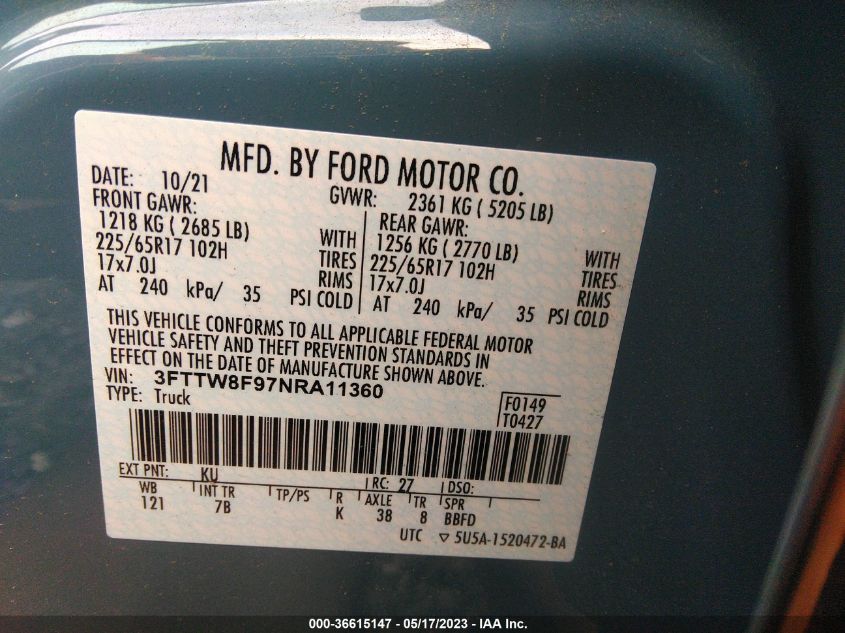 MFD. BY FORD MOTOR CO.
DATE: 10/21 GVWR: 2361 KG ( 5205 LB)
FRONT GAWR: REAR GAWR:
1218 KG ( 2685 LB) WITH 1256 KG ( 2770 LB) WITH
225/65R17 102H TIRES 225/65R17 102H TIRES
17x7.0J RIMS 17x7.0J RIMS
AT 240 kPa/ 35 PSI COLD AT 240 kPa/ 35 PSI COLD
THIS VEHICLE CONFORMS TO ALL APPLICABLE FEDERAL MOTOR
VEHICLE SAFETY AND THEFT PREVENTION STANDARDS IN
EFFECT ON THE DATE OF MANUFACTURE SHOWN ABOVE.
VIN: 3FTTW8F97NRA11360
TYPE: Truck
F0149
T0427
EXT PNT: KU RC: 27 DSO:
WB INT TR TP/PS R AXLE TR SPR
121 7B K 38 8 BBFD
UTC ▽ 5U5A-1520472-BA
000-36615147 — 05/17/2023 — IAA Inc.